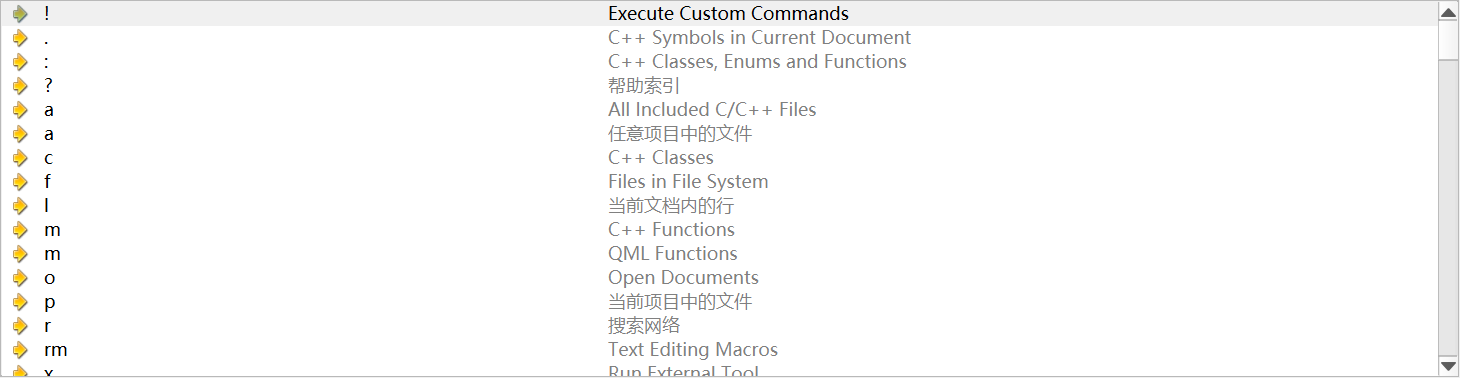 ! Execute Custom Commands
. C++ Symbols in Current Document
: C++ Classes, Enums and Functions
? 帮助索引
a All Included C/C++ Files
a 任意项目中的文件
c C++ Classes
f Files in File System
l 当前文档内的行
m C++ Functions
m QML Functions
o Open Documents
p 当前项目中的文件
r 搜索网络
rm Text Editing Macros
x Run External Tool